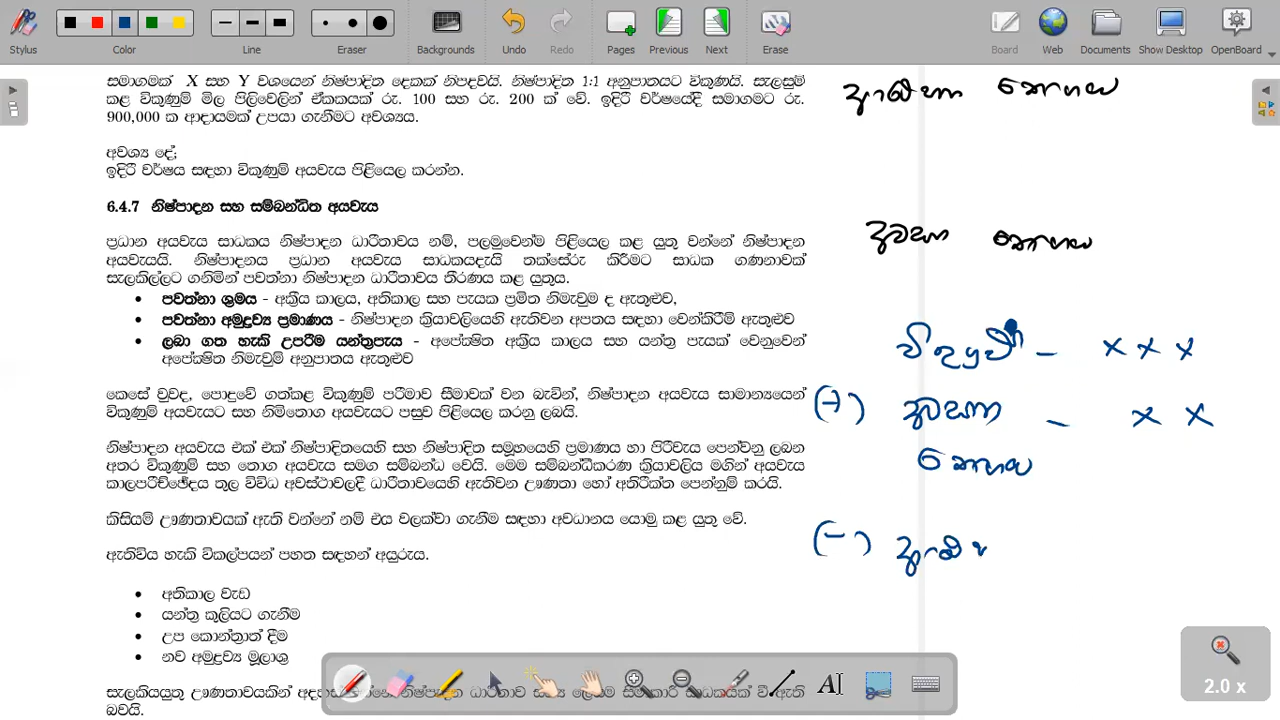 Stylus
Color
Line
Eraser
Backgrounds
Undo
Redo
Pages
Previous
Next
Erase
Board
Web
Documents
Show Desktop
OpenBoard
සමාගමක් X සහ Y වශයෙන් නිෂ්පාදිත දෙකක් නිපදවයි. නිෂ්පාදිත 1:1 අනුපාතයට විකුණයි. සැලසුම්
කළ විකුණුම් මිල පිලිවෙලින් ඒකකයක් රු. 100 සහ රු. 200 ක් වේ. ඉදිරි වර්ෂයේදී සමාගමට රු.
900,000 ක ආදායමක් උපයා ගැනීමට අවශ්‍යය.
අවශ්‍ය දේ;
ඉදිරි වර්ෂය සඳහා විකුණුම් අයවැය පිළියෙල කරන්න.
6.4.7 නිෂ්පාදන සහ සම්බන්ධිත අයවැය
ප්‍රධාන අයවැය සාධකය නිෂ්පාදන ධාරිතාවය නම්, පලමුවෙන්ම පිළියෙල කළ යුතු වන්නේ නිෂ්පාදන
අයවැයයි. නිෂ්පාදනය ප්‍රධාන අයවැය සාධකයදැයි තක්සේරු කිරීමට සාධක ගණනාවක්
සැලකිල්ලට ගනිමින් පවත්නා නිෂ්පාදන ධාරිතාවය තීරණය කළ යුතුය.
• පවත්නා ශ්‍රමය - අක්‍රීය කාලය, අතිකාල සහ පැයක ප්‍රමිත නිමැවුම ද ඇතුළුව,
• පවත්නා අමුද්‍රව්‍ය ප්‍රමාණය - නිෂ්පාදන ක්‍රියාවලියෙහි ඇතිවන අපතය සඳහා වෙන්කිරීම් ඇතුළුව
• ලබා ගත හැකි උපරිම යන්ත්‍රපැය - අපේක්ෂිත අක්‍රීය කාලය සහ යන්ත්‍ර පැයක් වෙනුවෙන්
අපේක්ෂිත නිමැවුම් අනුපාතය ඇතුළුව
කෙසේ වුවද, පොදුවේ ගත්කළ විකුණුම් පරිමාව සීමාවක් වන බැවින්, නිෂ්පාදන අයවැය සාමාන්‍යයෙන්
විකුණුම් අයවැයට සහ නිමිතොග අයවැයට පසුව පිළියෙල කරනු ලබයි.
නිෂ්පාදන අයවැය එක් එක් නිෂ්පාදිතයෙහි සහ නිෂ්පාදිත සමූහයෙහි ප්‍රමාණය හා පිරිවැය පෙන්වනු ලබන
අතර විකුණුම් සහ තොග අයවැය සමග සම්බන්ධ වෙයි. මෙම සම්බන්ධීකරණ ක්‍රියාවලිය මගින් අයවැය
කාලපරිච්ඡේදය තුල විවිධ අවස්ථාවලදී ධාරිතාවයෙහි ඇතිවන ඌණතා හෝ අතිරික්ත පෙන්නුම් කරයි.
කිසියම් ඌණතාවයක් ඇති වන්නේ නම් එය වලක්වා ගැනීම සඳහා අවධානය යොමු කළ යුතු වේ.
ඇතිවිය හැකි විකල්පයන් පහත සඳහන් අයුරුය.
• අතිකාල වැඩ
• යන්ත්‍ර කුලියට ගැනීම
• උප කොන්ත්‍රාත් දීම
• නව අමුද්‍රව්‍ය මූලාශ්‍ර
සැලකියයුතු ඌණතාවයකින්
බවයි.
ආරම්භක තොගය
අවසාන තොගය
– × × ×
(+) අවසාන – × ×
තොගය
(–)
2.0 x